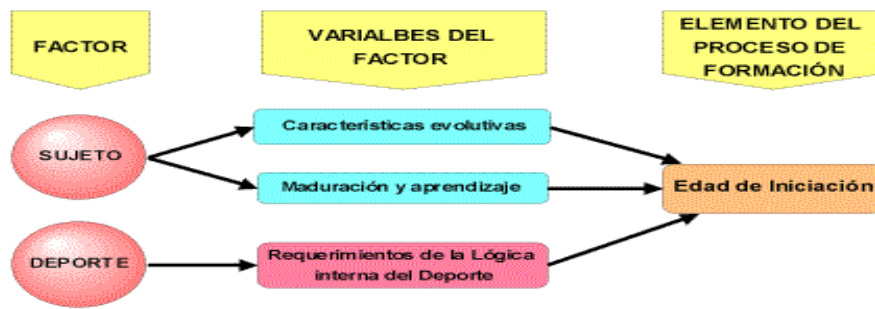 FACTOR
VARIALBES DEL
FACTOR
ELEMENTO DEL
PROCESO DE
FORMACIÓN
SUJETO
Características evolutivas
Maduración y aprendizaje
Edad de Iniciación
DEPORTE
Requerimientos de la Lógica
interna del Deporte